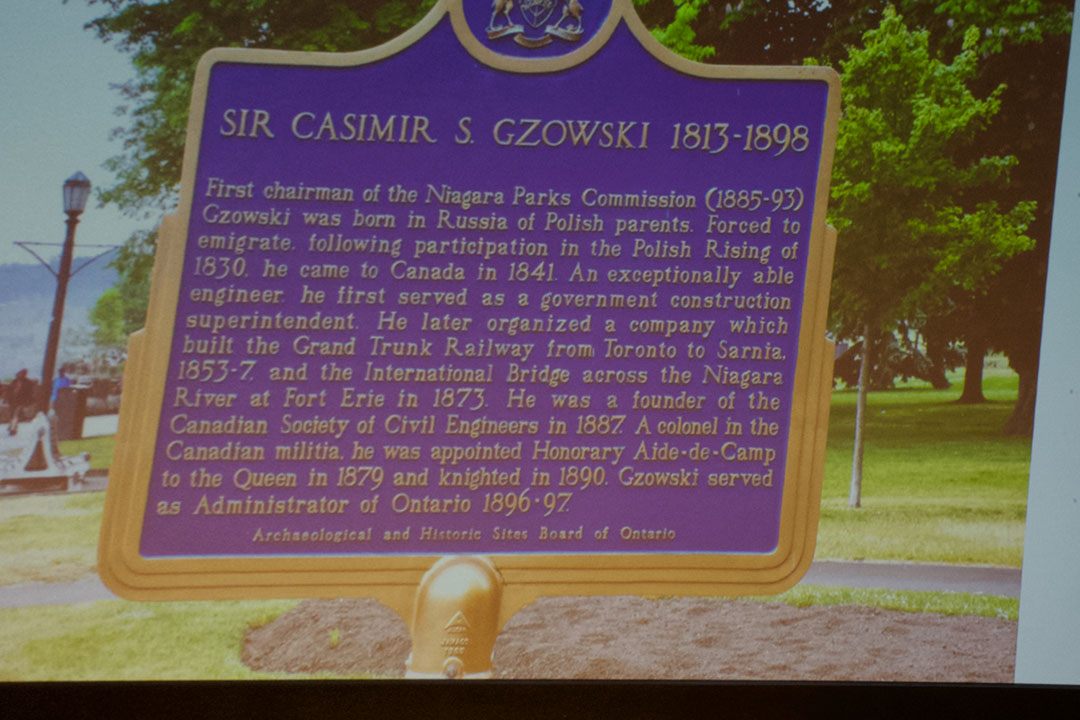 SIR CASIMIR S. GZOWSKI 1813-1898
First chairman of the Niagara Parks Commission (1885-93)
Gzowski was born in Russia of Polish parents. Forced to
emigrate, following participation in the Polish Rising of
1830, he came to Canada in 1841. An exceptionally able
engineer, he first served as a government construction
superintendent. He later organized a company which
built the Grand Trunk Railway from Toronto to Sarnia,
1853-7, and the International Bridge across the Niagara
River at Fort Erie in 1873. He was a founder of the
Canadian Society of Civil Engineers in 1887. A colonel in the
Canadian militia, he was appointed Honorary Aide-de-Camp
to the Queen in 1879 and knighted in 1890. Gzowski served
as Administrator of Ontario 1896-97.
Archaeological and Historic Sites Board of Ontario